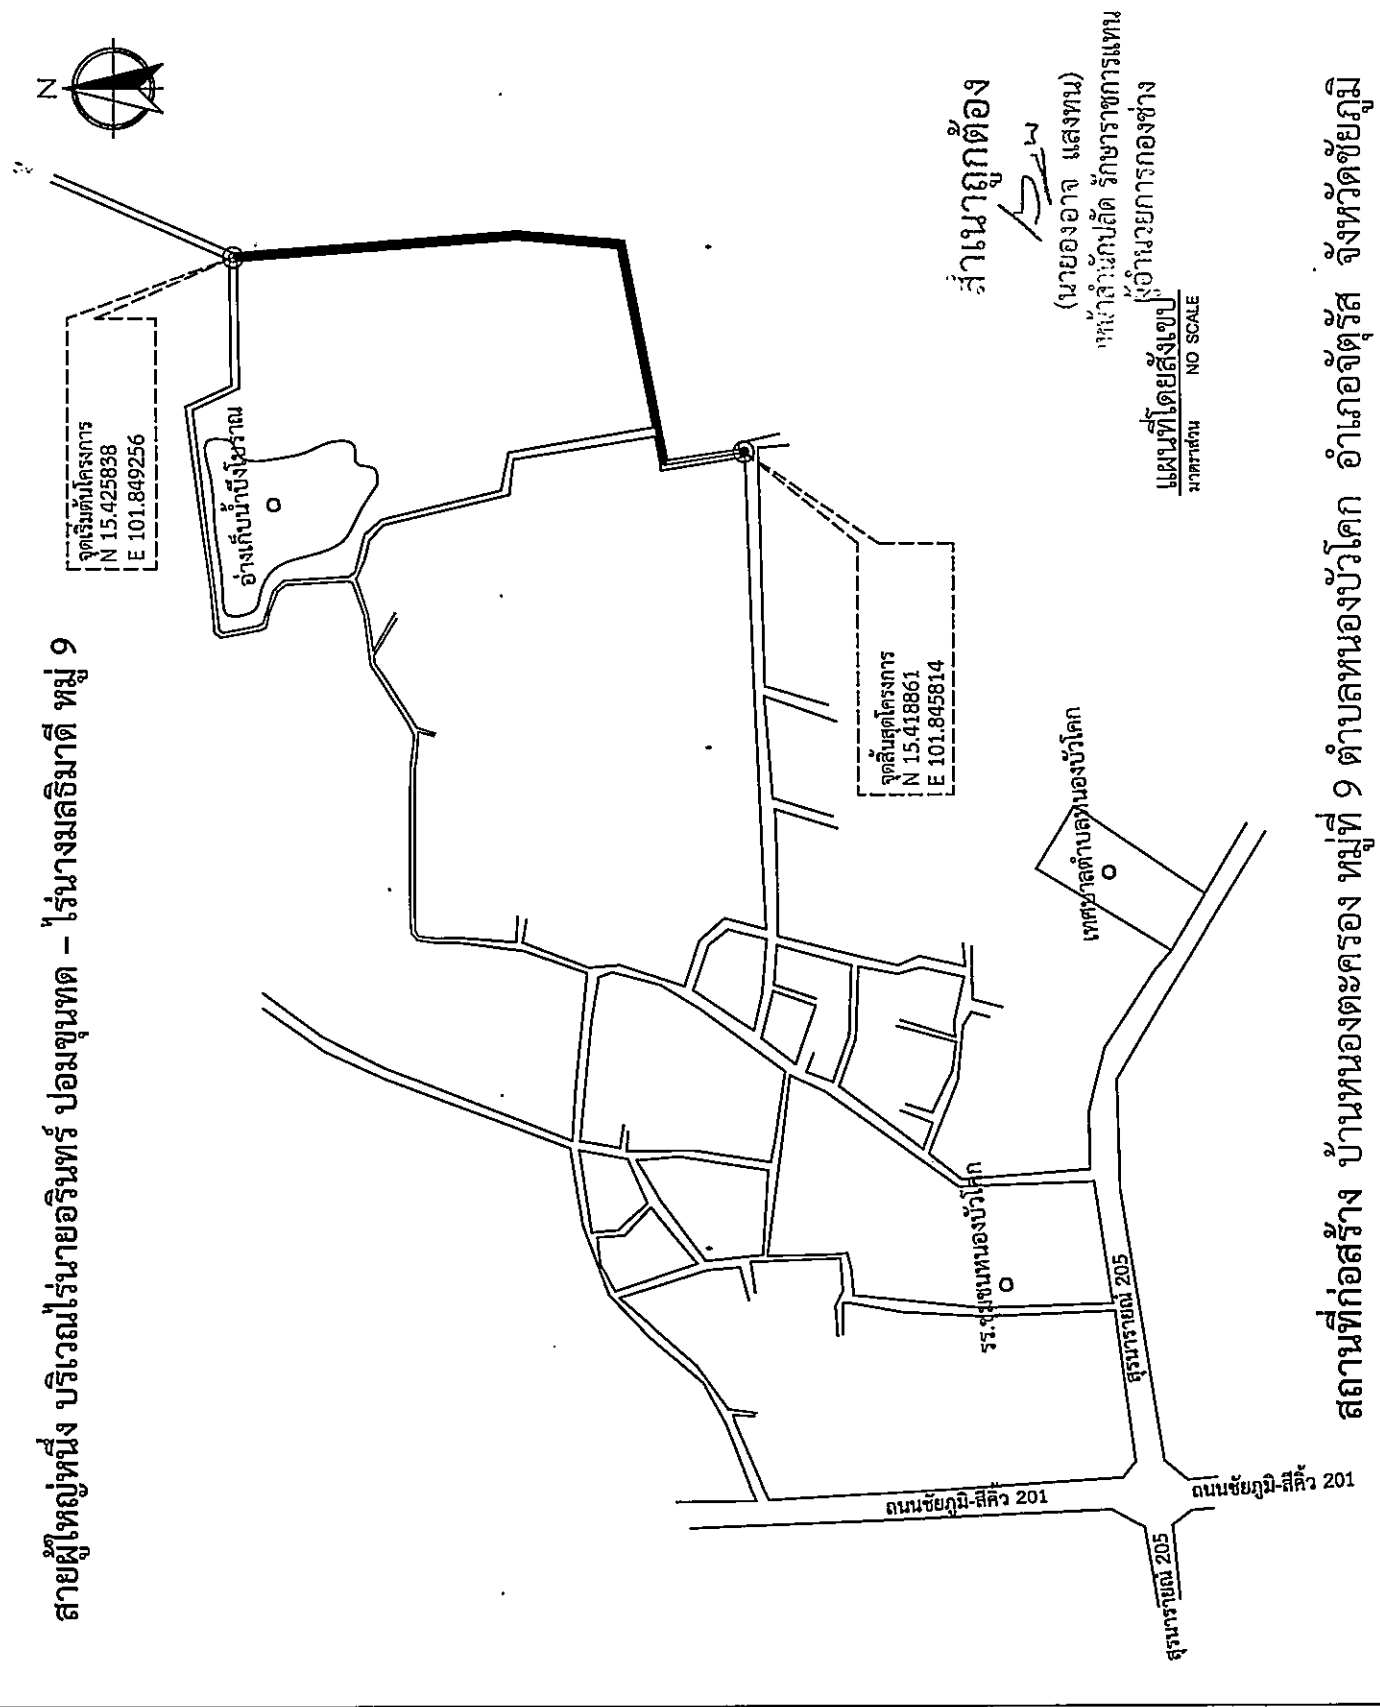 สายผู้ใหญ่หนึ่ง บริเวณไร่นายอรินทร์ ปอมขุนทด – ไร่นางมลธิมาตี หมู่ 9
N
จุดเริ่มต้นโครงการ
N 15.425838
E 101.849256
อ่างเก็บน้ำบึงโบราณ
จุดสิ้นสุดโครงการ
N 15.418861
E 101.845814
เทศบาลตำบลหนองบัวโคก
รร.ชุมชนหนองบัวโคก
สุรนารายณ์ 205
ถนนชัยภูมิ-สีคิ้ว 201
ถนนชัยภูมิ-สีคิ้ว 201
สุรนารายณ์ 205
สำเนาถูกต้อง
(นายองอาจ แสงทน)
หัวหน้าสำนักปลัด รักษาราชการแทน
ผู้อำนวยการกองช่าง
แผนที่โดยสังเขป
มาตราส่วน NO SCALE
สถานที่ก่อสร้าง บ้านหนองตะครอง หมู่ที่ 9 ตำบลหนองบัวโคก อำเภอจัตุรัส จังหวัดชัยภูมิ